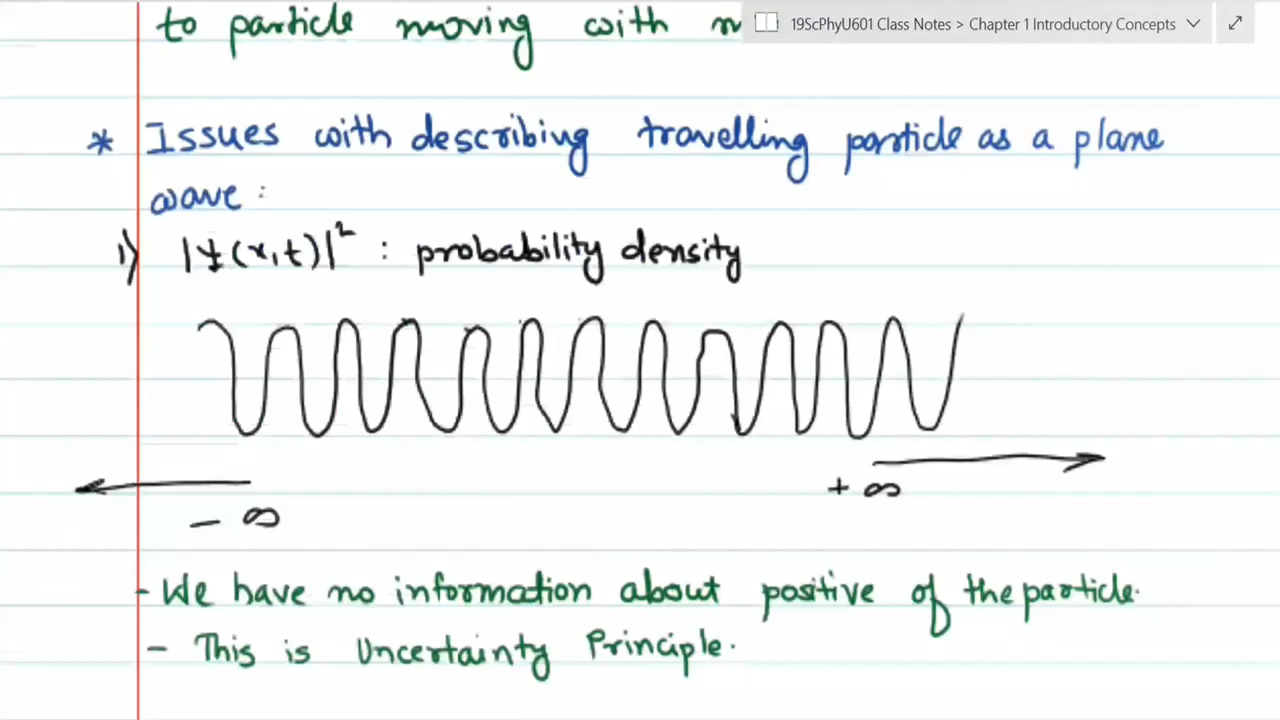 to particle moving with m
19ScPhyU601 Class Notes > Chapter 1 Introductory Concepts
* Issues with describing travelling particle as a plane
wave :
1) |Ψ(x,t)|² : probability density
+ ∞
- ∞
- We have no information about positive of the particle.
- This is Uncertainty Principle.